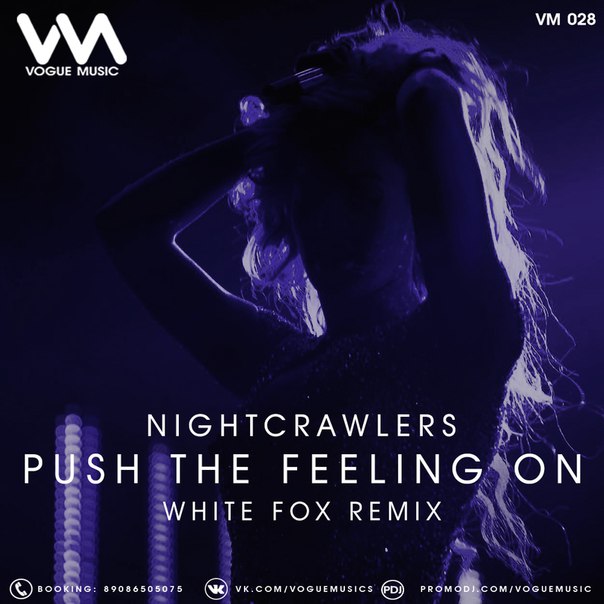 VM
VOGUE MUSIC
VM 028
NIGHTCRAWLERS
PUSH THE FEELING ON
WHITE FOX REMIX
BOOKING: 89086505075
VK.COM/VOGUEMUSICS
PDJ
PROMODJ.COM/VOGUEMUSIC